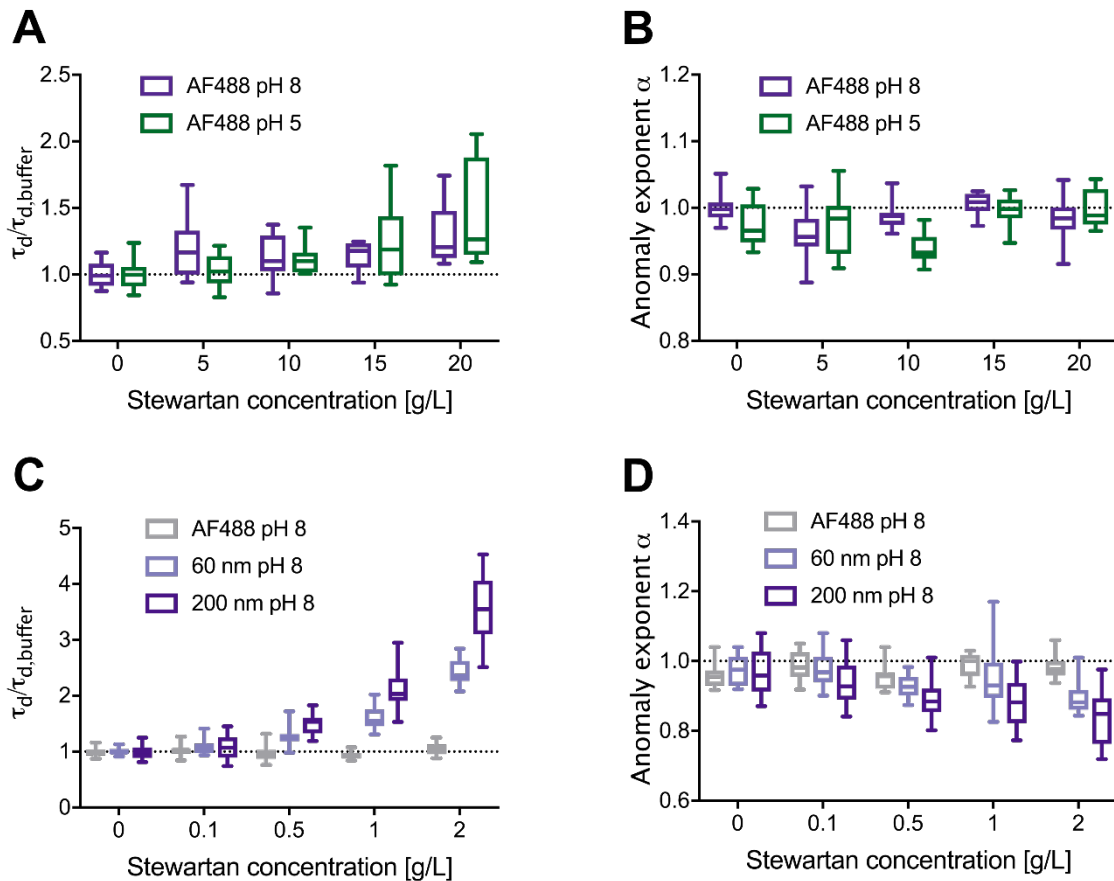 A
B
2.5
2.0
1.5
1.0
0.5
τd/τd,buffer
AF488 pH 8
AF488 pH 5
0 5 10 15 20
Stewartan concentration [g/L]
1.2
1.1
1.0
0.9
0.8
Anomaly exponent α
AF488 pH 8
AF488 pH 5
0 5 10 15 20
Stewartan concentration [g/L]
C
D
5
4
3
2
1
0
τd/τd,buffer
AF488 pH 8
60 nm pH 8
200 nm pH 8
0 0.1 0.5 1 2
Stewartan concentration [g/L]
1.4
1.2
1.0
0.8
0.6
Anomaly exponent α
AF488 pH 8
60 nm pH 8
200 nm pH 8
0 0.1 0.5 1 2
Stewartan concentration [g/L]